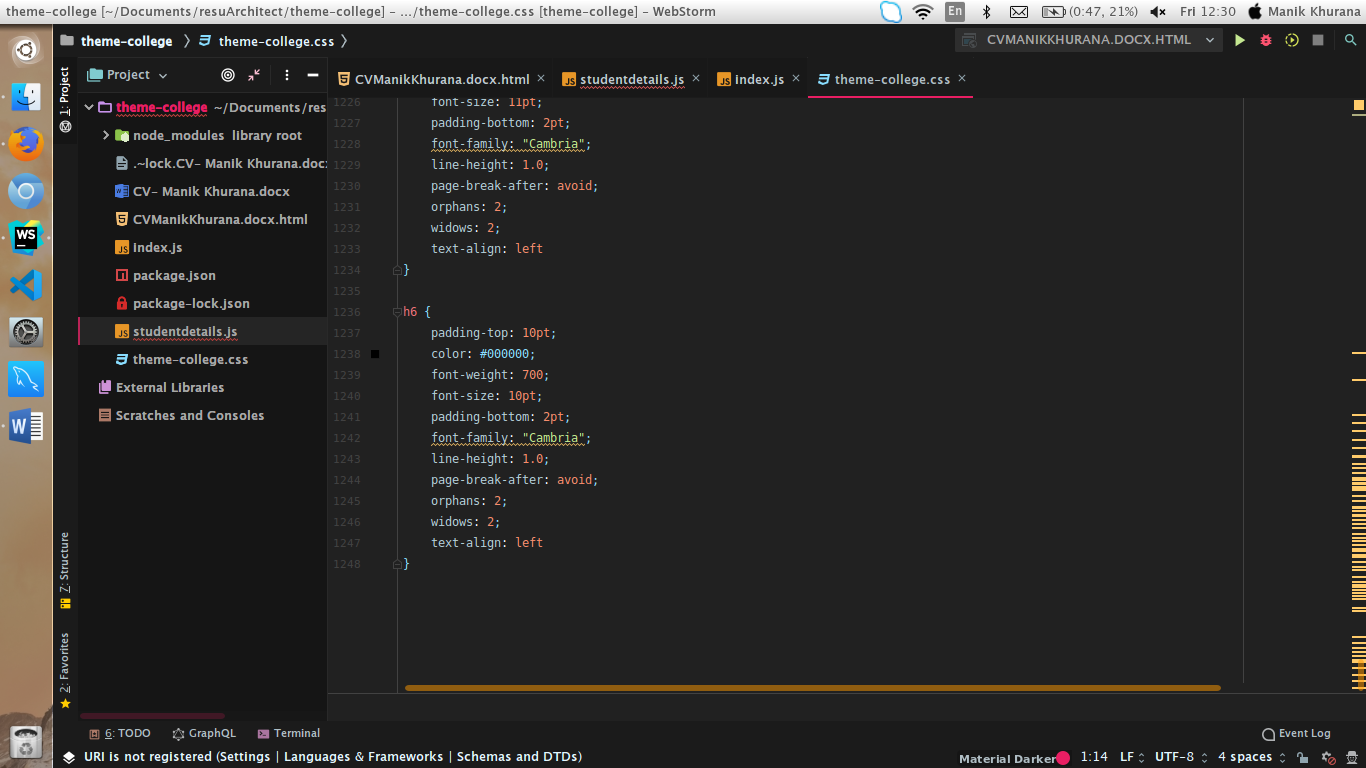 theme-college [~/Documents/resuArchitect/theme-college] – .../theme-college.css [theme-college] – WebStorm
En
(0:47, 21%)
Fri 12:30
Manik Khurana
theme-college
theme-college.css
CVMANIKKHURANA.DOCX.HTML
1: Project
7: Structure
2: Favorites
Project
theme-college ~/Documents/res
node_modules library root
.~lock.CV- Manik Khurana.doc
CV- Manik Khurana.docx
CVManikKhurana.docx.html
index.js
package.json
package-lock.json
studentdetails.js
theme-college.css
External Libraries
Scratches and Consoles
CVManikKhurana.docx.html
studentdetails.js
index.js
theme-college.css
1226 font-size: 11pt;
1227 padding-bottom: 2pt;
1228 font-family: "Cambria";
1229 line-height: 1.0;
1230 page-break-after: avoid;
1231 orphans: 2;
1232 widows: 2;
1233 text-align: left
1234 }
1235
1236 h6 {
1237 padding-top: 10pt;
1238 color: #000000;
1239 font-weight: 700;
1240 font-size: 10pt;
1241 padding-bottom: 2pt;
1242 font-family: "Cambria";
1243 line-height: 1.0;
1244 page-break-after: avoid;
1245 orphans: 2;
1246 widows: 2;
1247 text-align: left
1248 }
6: TODO
GraphQL
Terminal
Event Log
URI is not registered (Settings | Languages & Frameworks | Schemas and DTDs)
Material Darker
1:14
LF
UTF-8
4 spaces